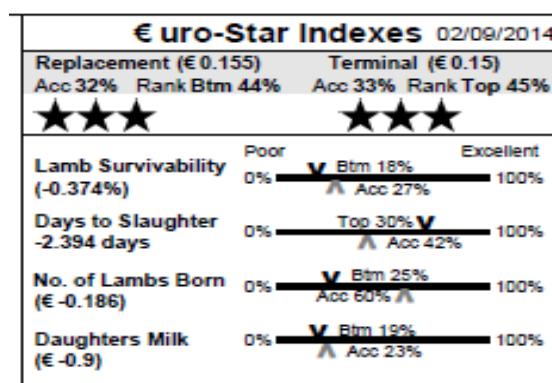 € uro-Star Indexes 02/09/2014
Replacement (€ 0.155) Terminal (€ 0.15)
Acc 32% Rank Btm 44% Acc 33% Rank Top 45%
Poor Excellent
Lamb Survivability 0% Btm 18% 100%
(-0.374%) Acc 27%
Days to Slaughter 0% Top 30% 100%
-2.394 days Acc 42%
No. of Lambs Born 0% Btm 25% 100%
(€ -0.186) Acc 60%
Daughters Milk 0% Btm 19% 100%
(€ -0.9) Acc 23%